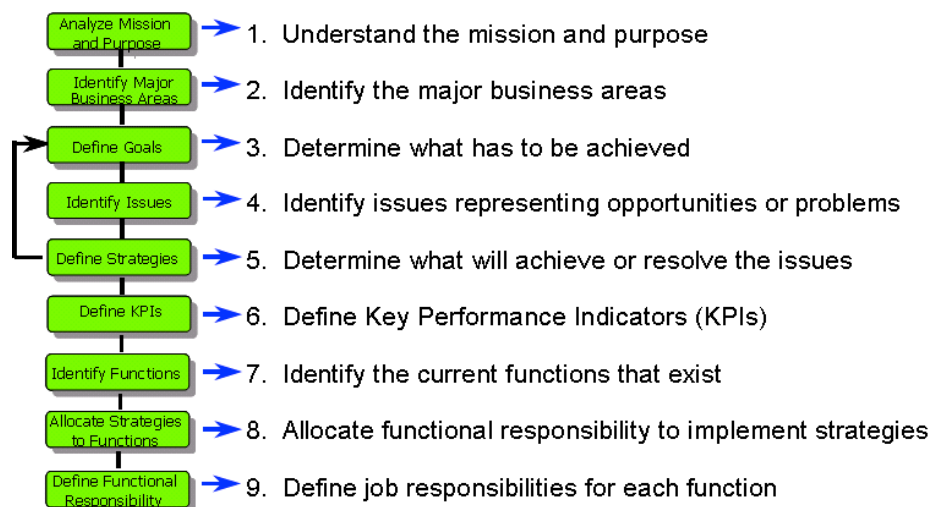 Analyze Mission
and Purpose
1. Understand the mission and purpose
Identify Major
Business Areas
2. Identify the major business areas
Define Goals
3. Determine what has to be achieved
Identify Issues
4. Identify issues representing opportunities or problems
Define Strategies
5. Determine what will achieve or resolve the issues
Define KPIs
6. Define Key Performance Indicators (KPIs)
Identify Functions
7. Identify the current functions that exist
Allocate Strategies
to Functions
8. Allocate functional responsibility to implement strategies
Define Functional
Responsibility
9. Define job responsibilities for each function